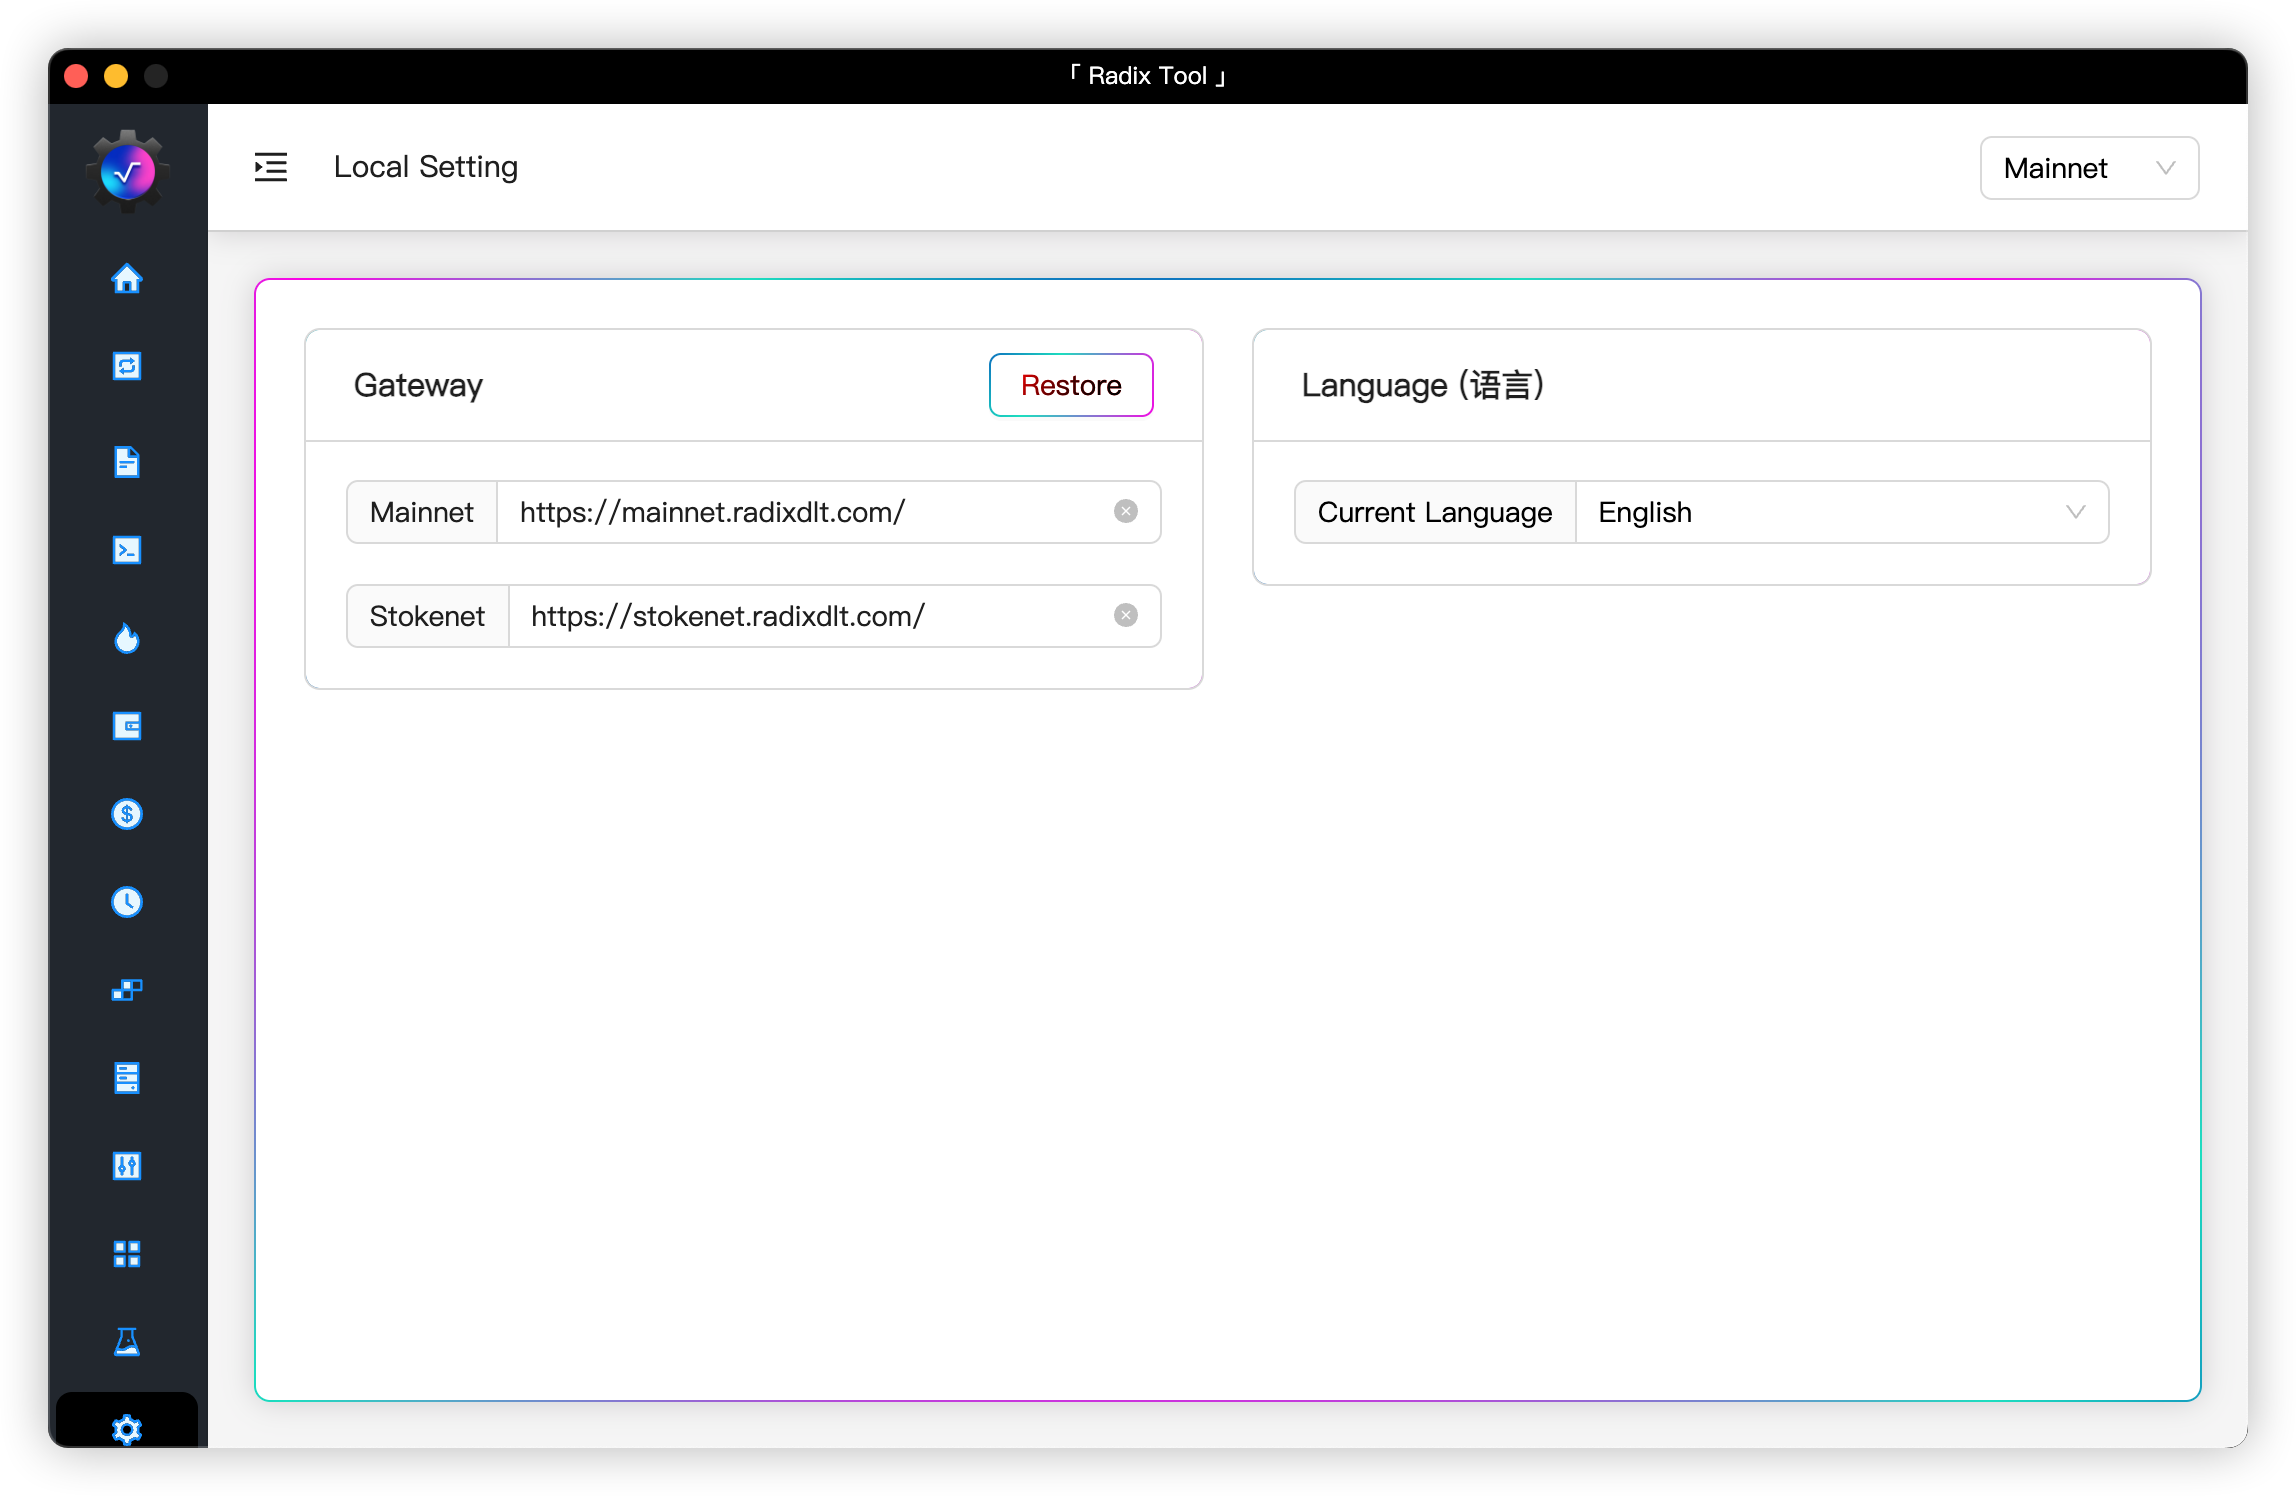 「 Radix Tool 」
Local Setting
Mainnet
Gateway
Restore
Mainnet
https://mainnet.radixdlt.com/
Stokenet
https://stokenet.radixdlt.com/
Language (语言)
Current Language
English